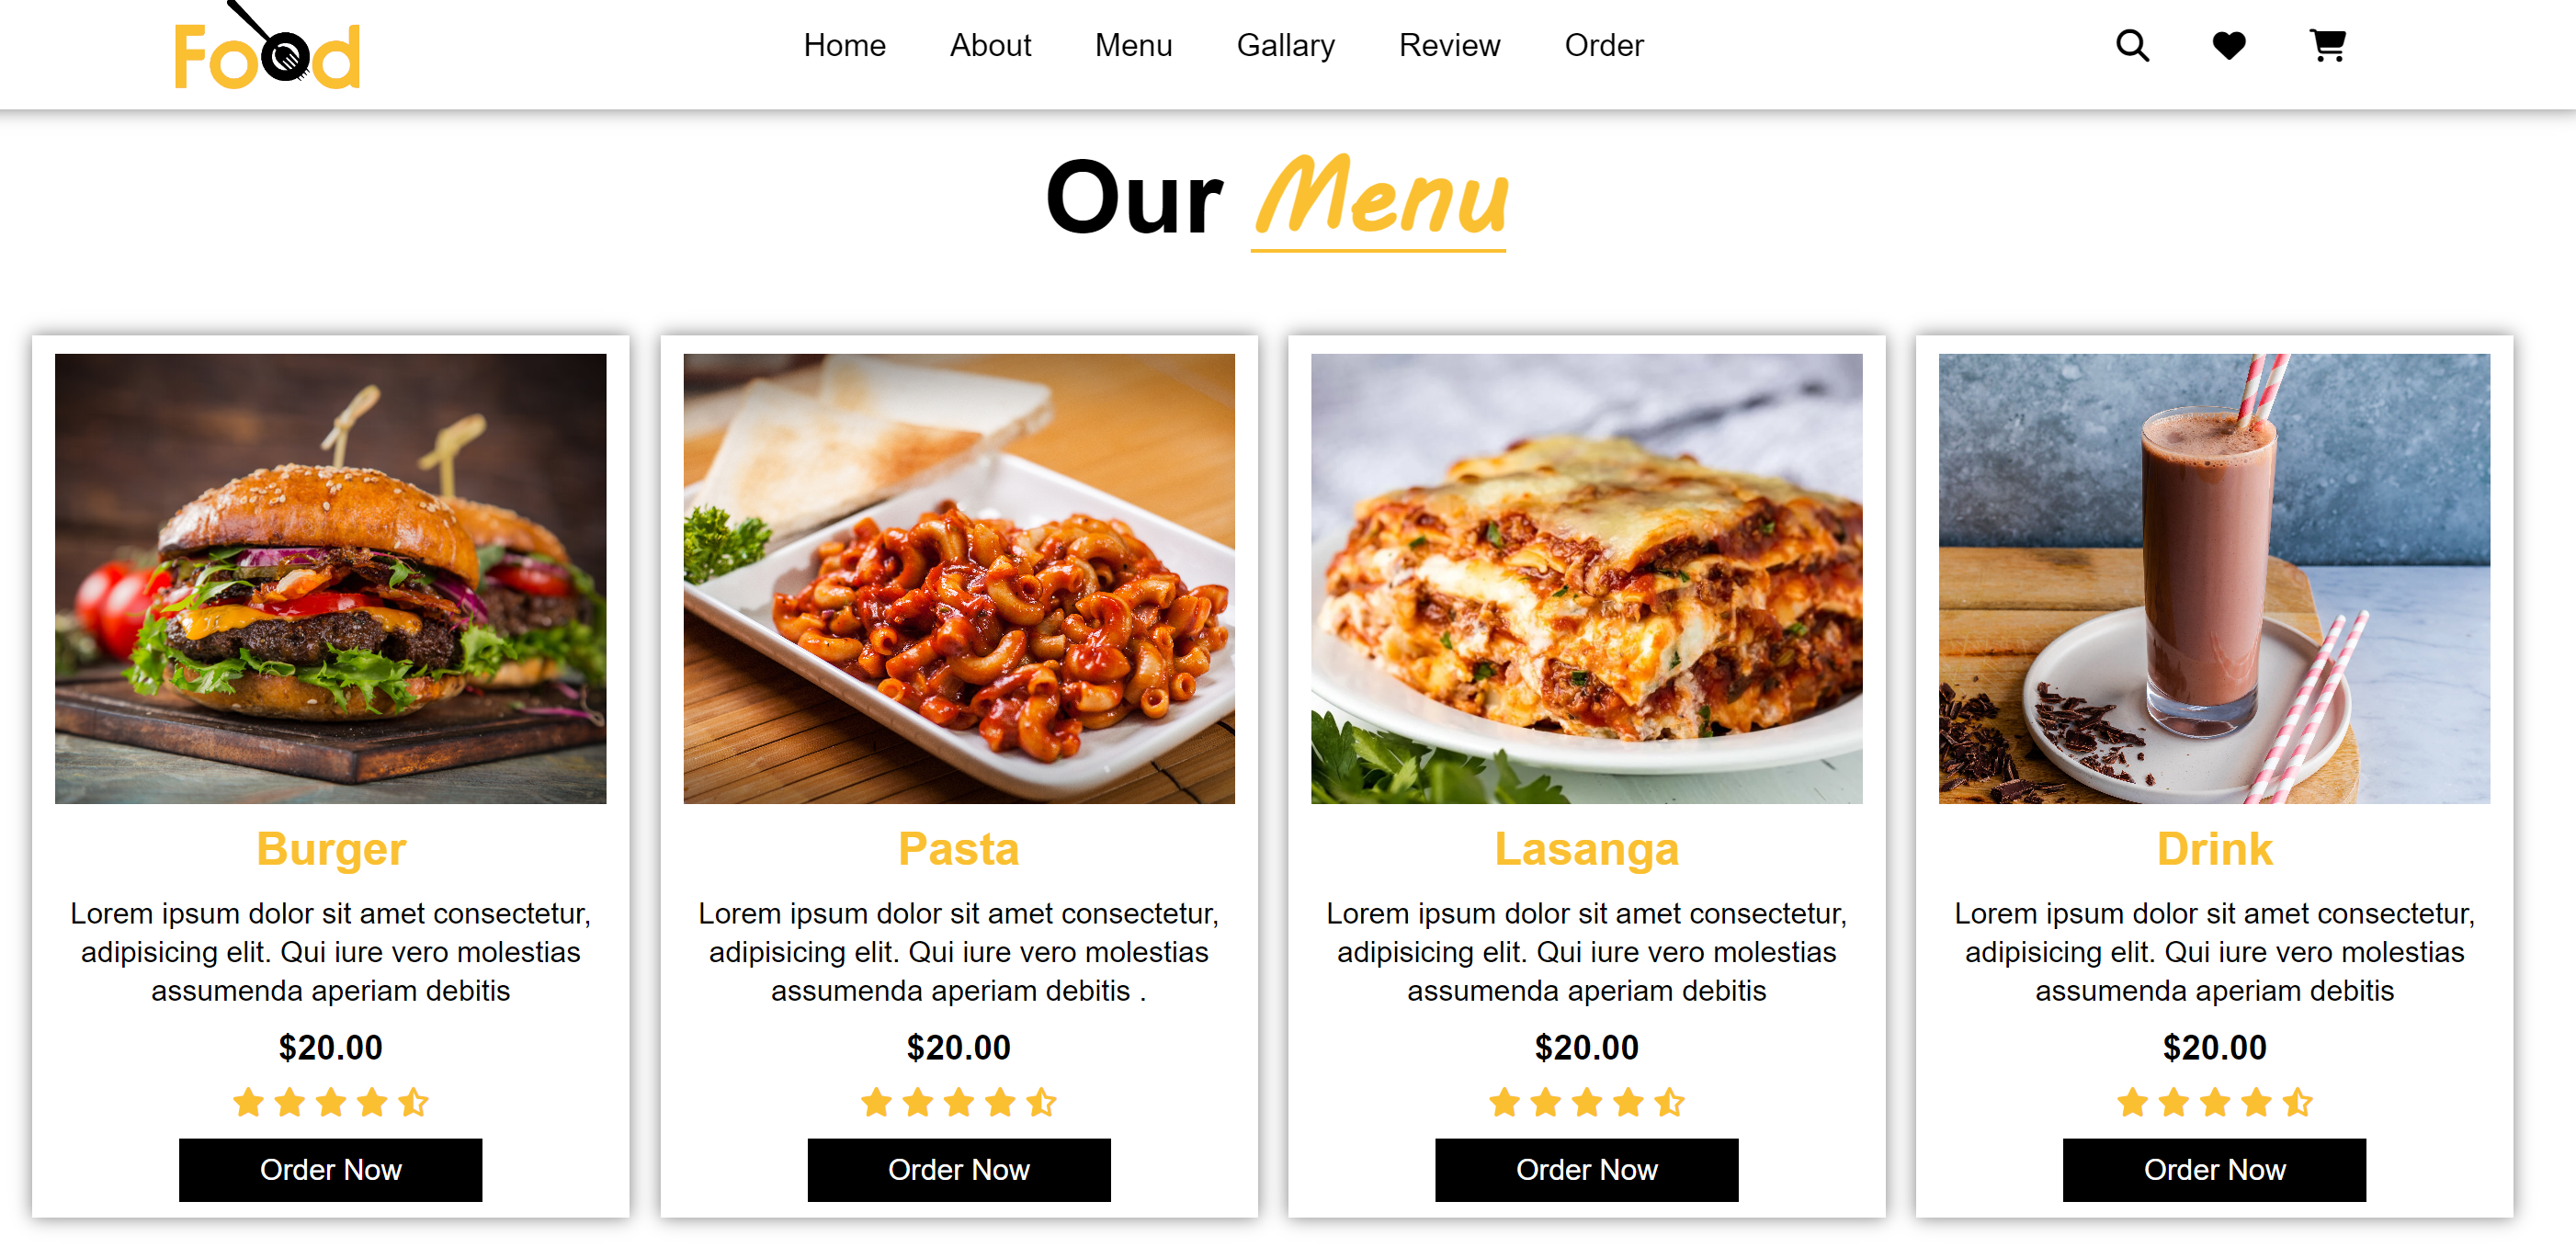 Food
Home About Menu Gallary Review Order
Our Menu
Burger
Lorem ipsum dolor sit amet consectetur,
adipisicing elit. Qui iure vero molestias
assumenda aperiam debitis
$20.00
Order Now
Pasta
Lorem ipsum dolor sit amet consectetur,
adipisicing elit. Qui iure vero molestias
assumenda aperiam debitis .
$20.00
Order Now
Lasanga
Lorem ipsum dolor sit amet consectetur,
adipisicing elit. Qui iure vero molestias
assumenda aperiam debitis
$20.00
Order Now
Drink
Lorem ipsum dolor sit amet consectetur,
adipisicing elit. Qui iure vero molestias
assumenda aperiam debitis
$20.00
Order Now